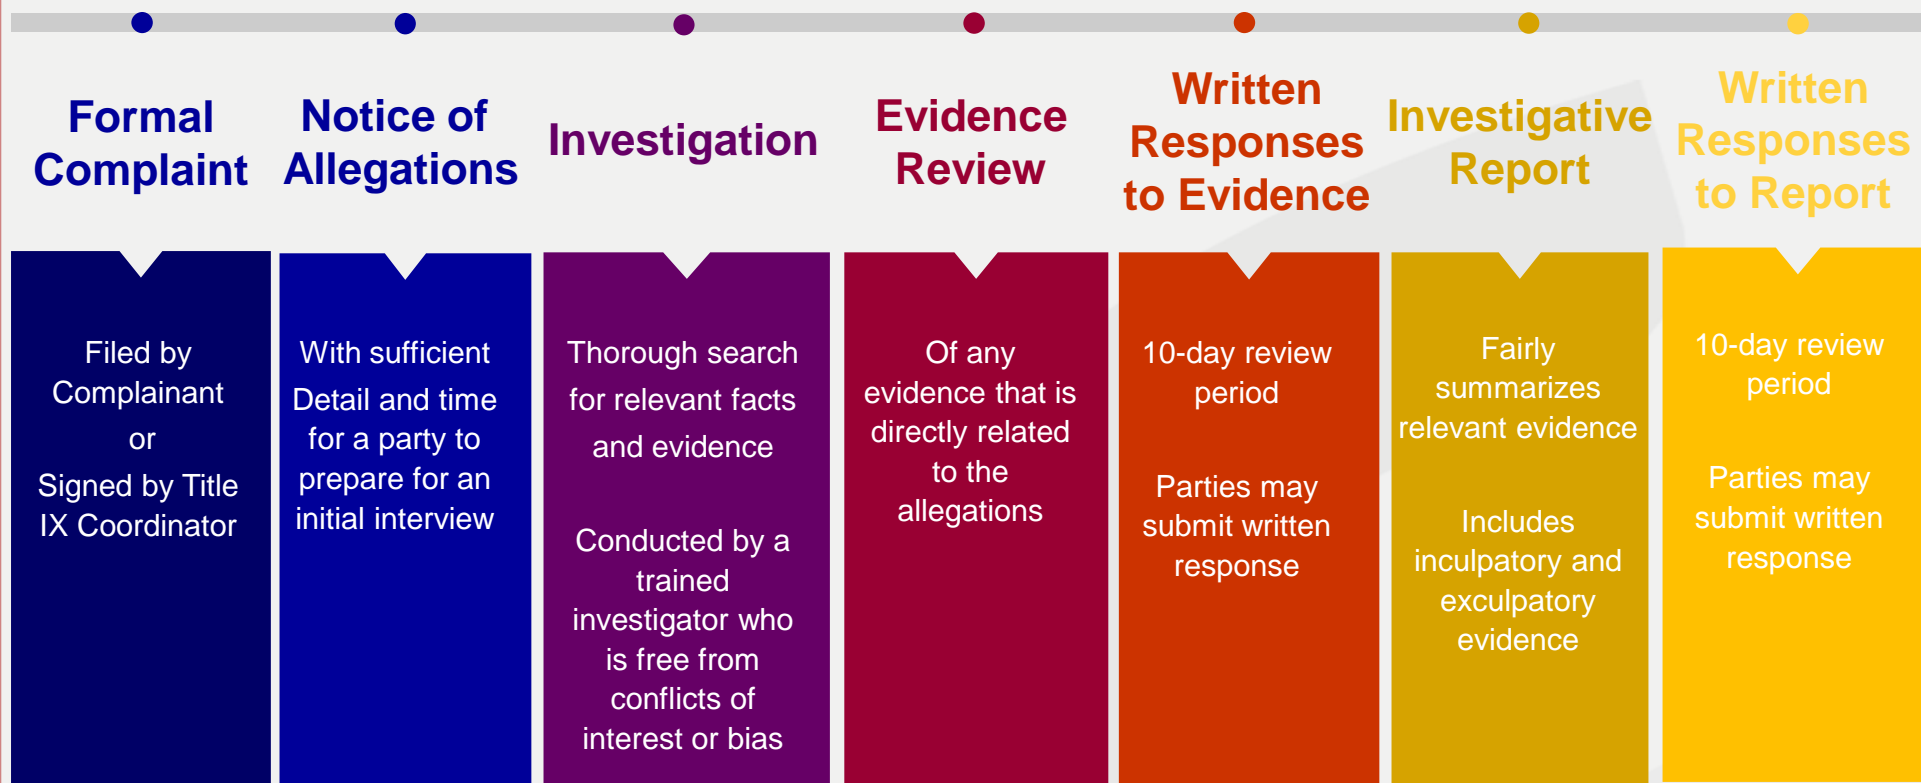 Formal
Complaint
Notice of
Allegations
Investigation
Evidence
Review
Written
Responses
to Evidence
Investigative
Report
Written
Responses
to Report
Filed by
Complainant
or
Signed by Title
IX Coordinator
With sufficient
Detail and time
for a party to
prepare for an
initial interview
Thorough search
for relevant facts
and evidence
Conducted by a
trained
investigator who
is free from
conflicts of
interest or bias
Of any
evidence that is
directly related
to the
allegations
10-day review
period
Parties may
submit written
response
Fairly
summarizes
relevant evidence
Includes
inculpatory and
exculpatory
evidence
10-day review
period
Parties may
submit written
response